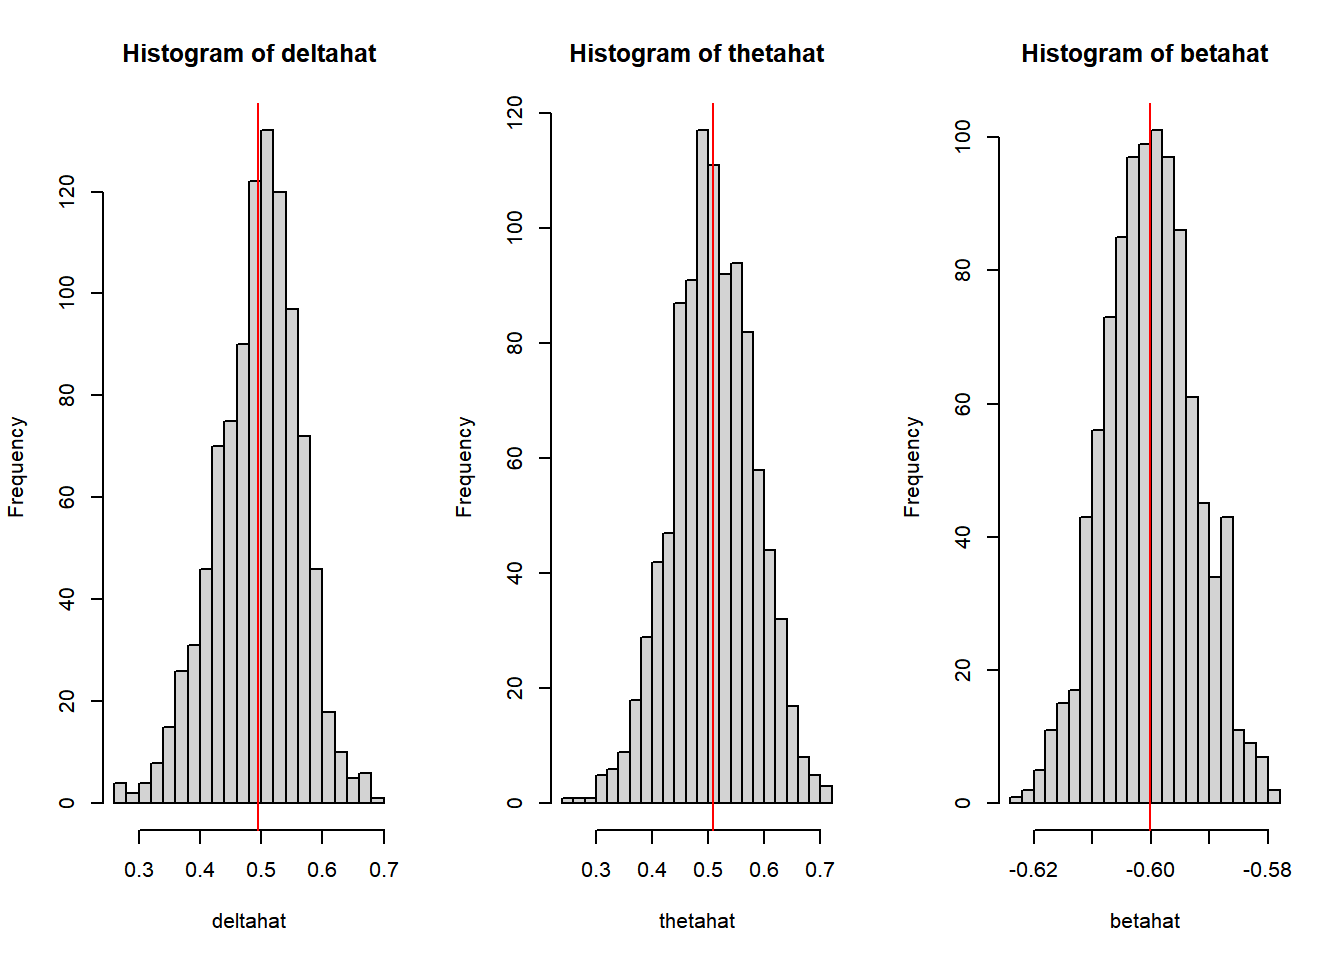 Histogram of deltahat
Frequency
0
20
40
60
80
100
120
0.3 0.4 0.5 0.6 0.7
deltahat
Histogram of thetahat
Frequency
0
20
40
60
80
100
120
0.3 0.4 0.5 0.6 0.7
thetahat
Histogram of betahat
Frequency
0
20
40
60
80
100
-0.62 -0.60 -0.58
betahat